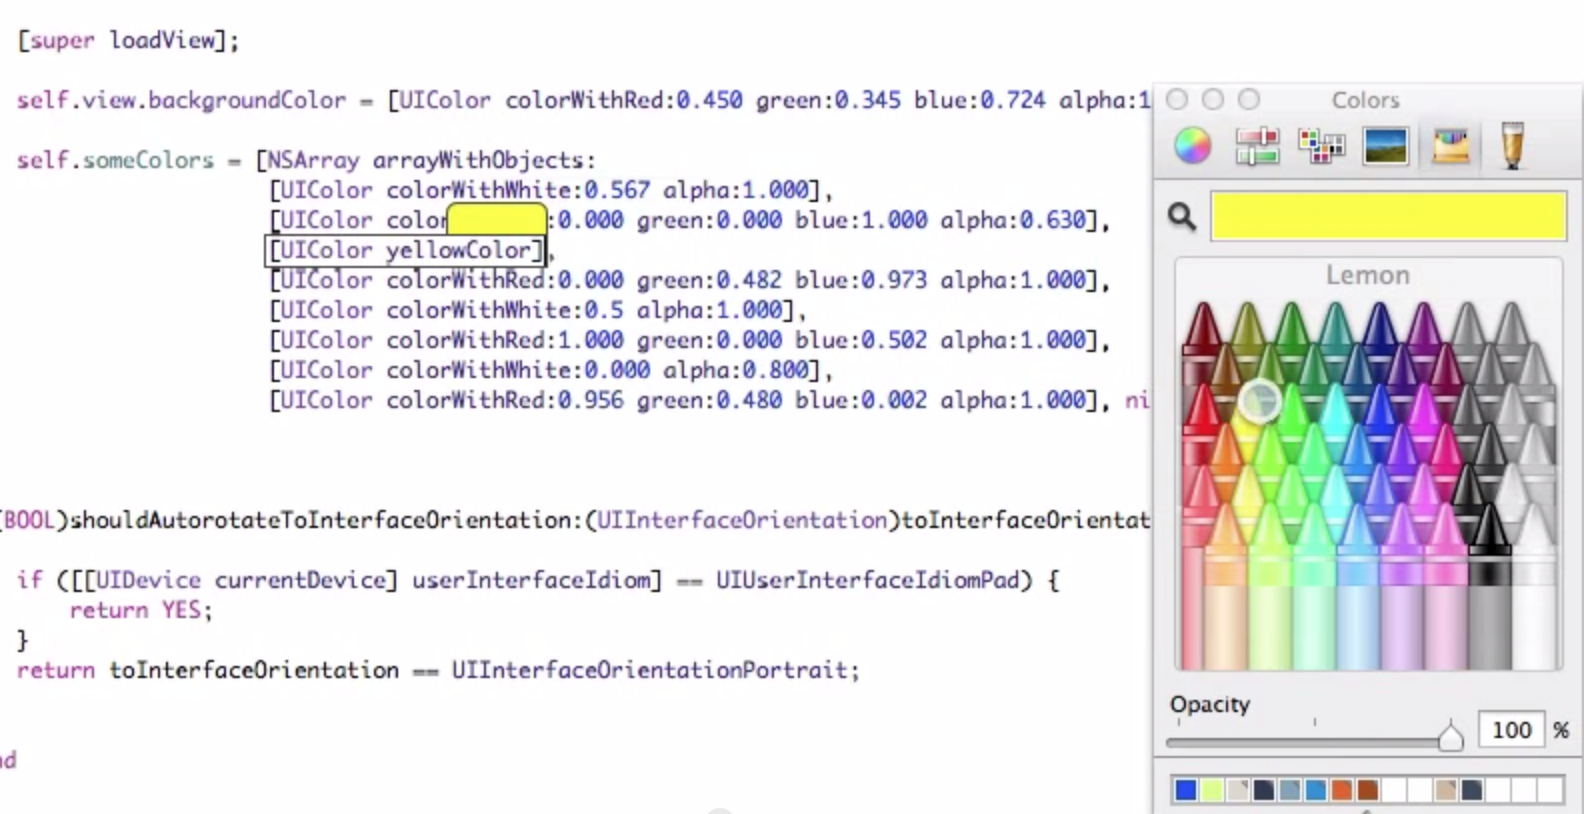 [super loadView];
self.view.backgroundColor = [UIColor colorWithRed:0.450 green:0.345 blue:0.724 alpha:1
self.someColors = [NSArray arrayWithObjects:
[UIColor colorWithWhite:0.567 alpha:1.000],
[UIColor color :0.000 green:0.000 blue:1.000 alpha:0.630],
[UIColor yellowColor],
[UIColor colorWithRed:0.000 green:0.482 blue:0.973 alpha:1.000],
[UIColor colorWithWhite:0.5 alpha:1.000],
[UIColor colorWithRed:1.000 green:0.000 blue:0.502 alpha:1.000],
[UIColor colorWithWhite:0.000 alpha:0.800],
[UIColor colorWithRed:0.956 green:0.480 blue:0.002 alpha:1.000], ni
(BOOL)shouldAutorotateToInterfaceOrientation:(UIInterfaceOrientation)toInterfaceOrientat
if ([[UIDevice currentDevice] userInterfaceIdiom] == UIUserInterfaceIdiomPad) {
return YES;
}
return toInterfaceOrientation == UIInterfaceOrientationPortrait;
nd
Colors
Lemon
Opacity
100 %